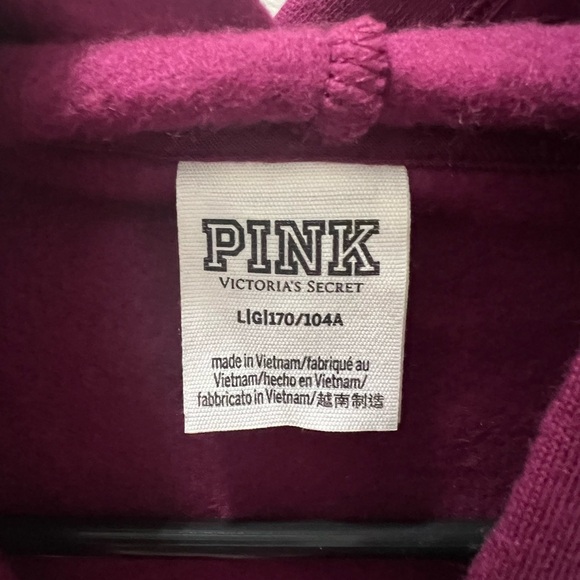 PINK
VICTORIA'S SECRET
L|G|170/104A
made in Vietnam/fabriqué au
Vietnam/hecho en Vietnam/
fabbricato in Vietnam/越南制造